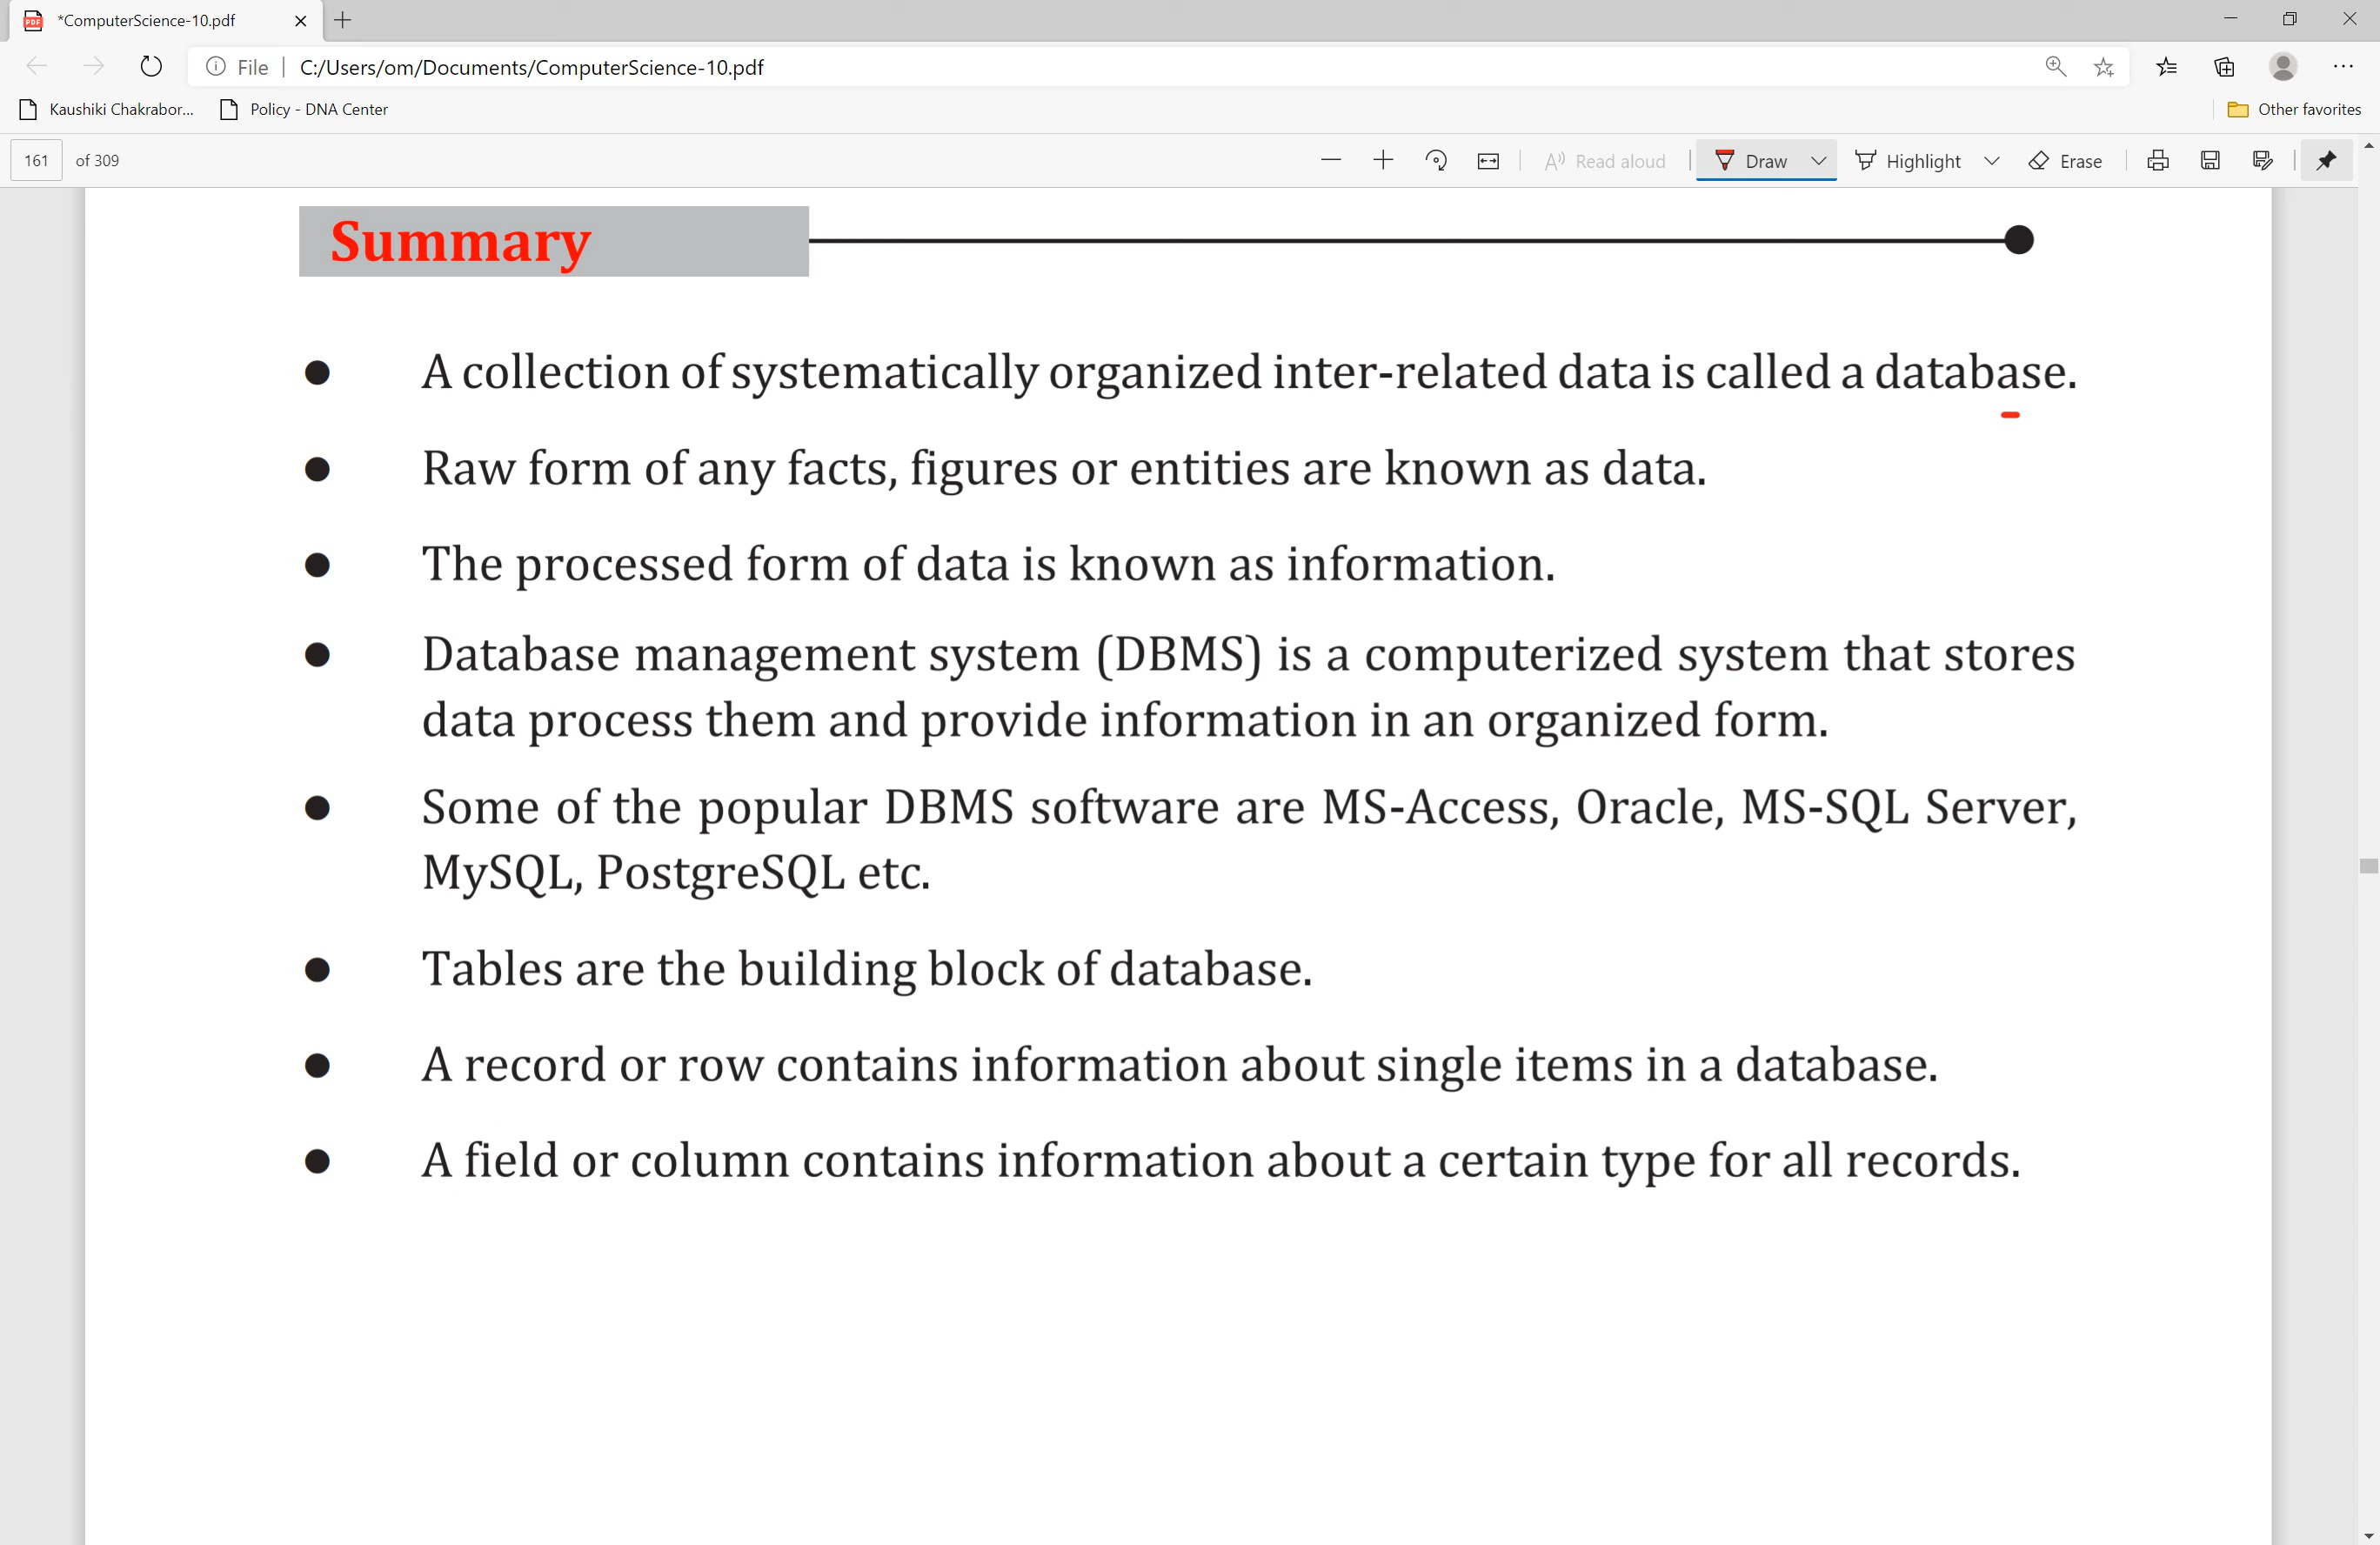 *ComputerScience-10.pdf
File | C:/Users/om/Documents/ComputerScience-10.pdf
Kaushiki Chakrabor... Policy - DNA Center Other favorites
161 of 309 Read aloud Draw Highlight Erase
Summary
● A collection of systematically organized inter-related data is called a database.
● Raw form of any facts, figures or entities are known as data.
● The processed form of data is known as information.
● Database management system (DBMS) is a computerized system that stores
data process them and provide information in an organized form.
● Some of the popular DBMS software are MS-Access, Oracle, MS-SQL Server,
MySQL, PostgreSQL etc.
● Tables are the building block of database.
● A record or row contains information about single items in a database.
● A field or column contains information about a certain type for all records.